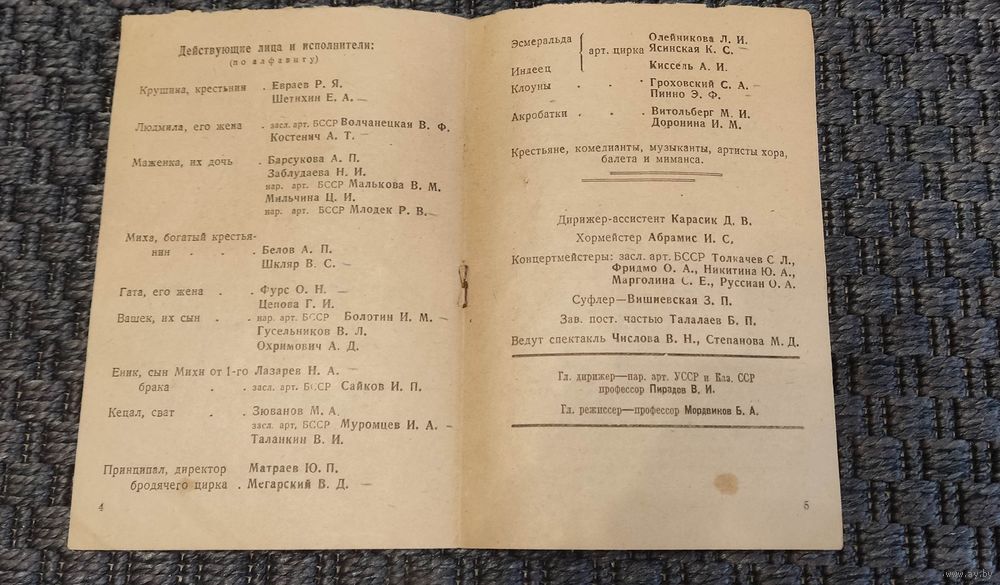 Действующие лица и исполнители:
(по алфавиту)
Крушина, крестьянин . Евраев Р. Я.
Шетихин Е. А.
Людмила, его жена . засл. арт. БССР Волчанецкая В. Ф.
Костенич А. Т.
Маженка, их дочь . Барсукова А. П.
Заблудаева Н. И.
нар. арт. БССР Малькова В. М.
Мильчина Ц. И.
нар. арт. БССР Млодек Р. В.
Миха, богатый крестья-
нин . . Белов А. П.
Шкляр В. С.
Гата, его жена . . Фурс О. Н.
Цепова Г. И.
Вашек, их сын . . нар. арт. БССР Болотин И. М.
Гусельников В. Л.
Охримович А. Д.
Еник, сын Михи от 1-го Лазарев Н. А.
брака . . засл. арт. БССР Сайков И. П.
Кецал, сват . . Зюванов М. А.
засл. арт. БССР Муромцев И. А.
Таланкин В. И.
Принципал, директор Матраев Ю. П.
бродячего цирка . Мегарский В. Д.
4
Эсмеральда арт. цирка Олейникова Л. И.
Ясинская К. С.
Индеец Киссель А. И.
Клоуны . . Гроховский С. А.
Пинно Э. Ф.
Акробатки . . Витольберг М. И.
Доронина И. М.
Крестьяне, комедианты, музыканты, артисты хора,
балета и миманса.
Дирижер-ассистент Карасик Д. В.
Хормейстер Абрамис И. С.
Концертмейстеры: засл. арт. БССР Толкачев С Л.,
Фридмо О. А., Никитина Ю. А.,
Марголина С. Е., Руссиан О. А.
Суфлер—Вишневская З. П.
Зав. пост. частью Талалаев Б. П.
Ведут спектакль Числова В. Н., Степанова М. Д.
Гл. дирижер—нар. арт. УССР и Каз. ССР
профессор Пирадов В. И.
Гл. режиссер—профессор Мордвинов Б. А.
5
www.ay.by